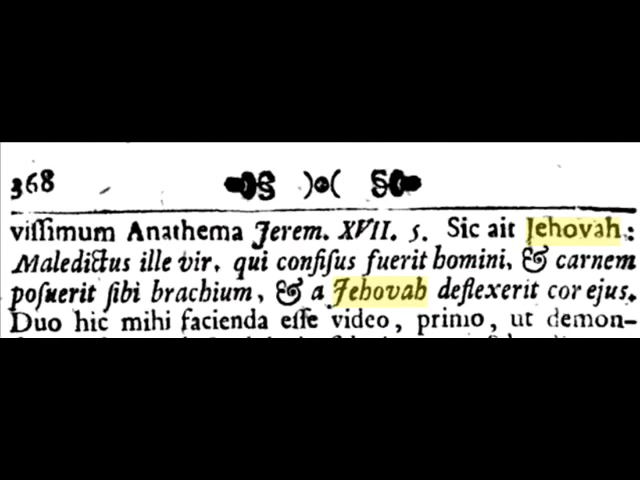 368
viſſimum Anathema Jerem. XVII. 5. Sic ait Jehovah:
Maledictus ille vir, qui confiſus fuerit homini, & carnem
poſuerit ſibi brachium, & a Jehovah deflexerit cor ejus.
Duo hic mihi facienda eſſe video, primo, ut demon-